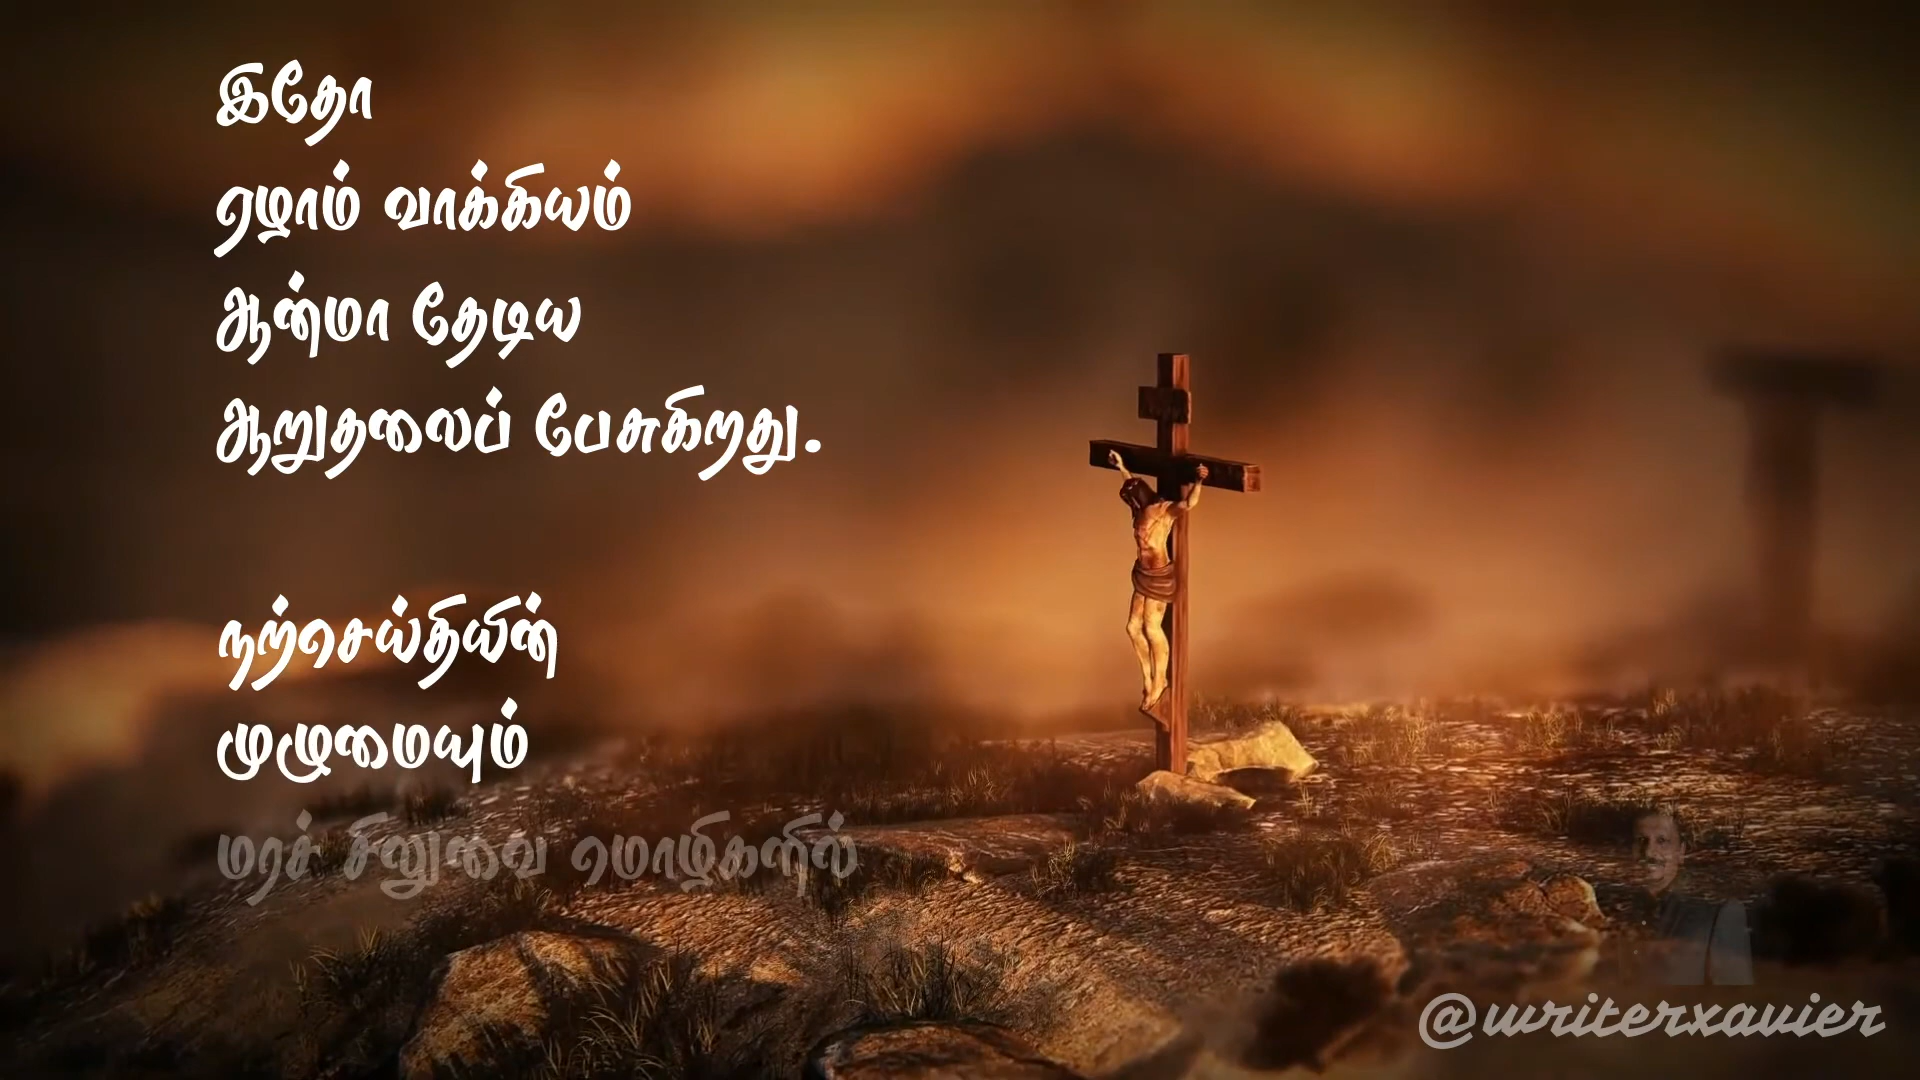 இதோ
ஏழாம் வாக்கியம்
ஆன்மா தேடிய
ஆறுதலைப் பேசுகிறது.
நற்செய்தியின்
முழுமையும்
மரச் சிலுவை மொழிகளில்
@writerxavier